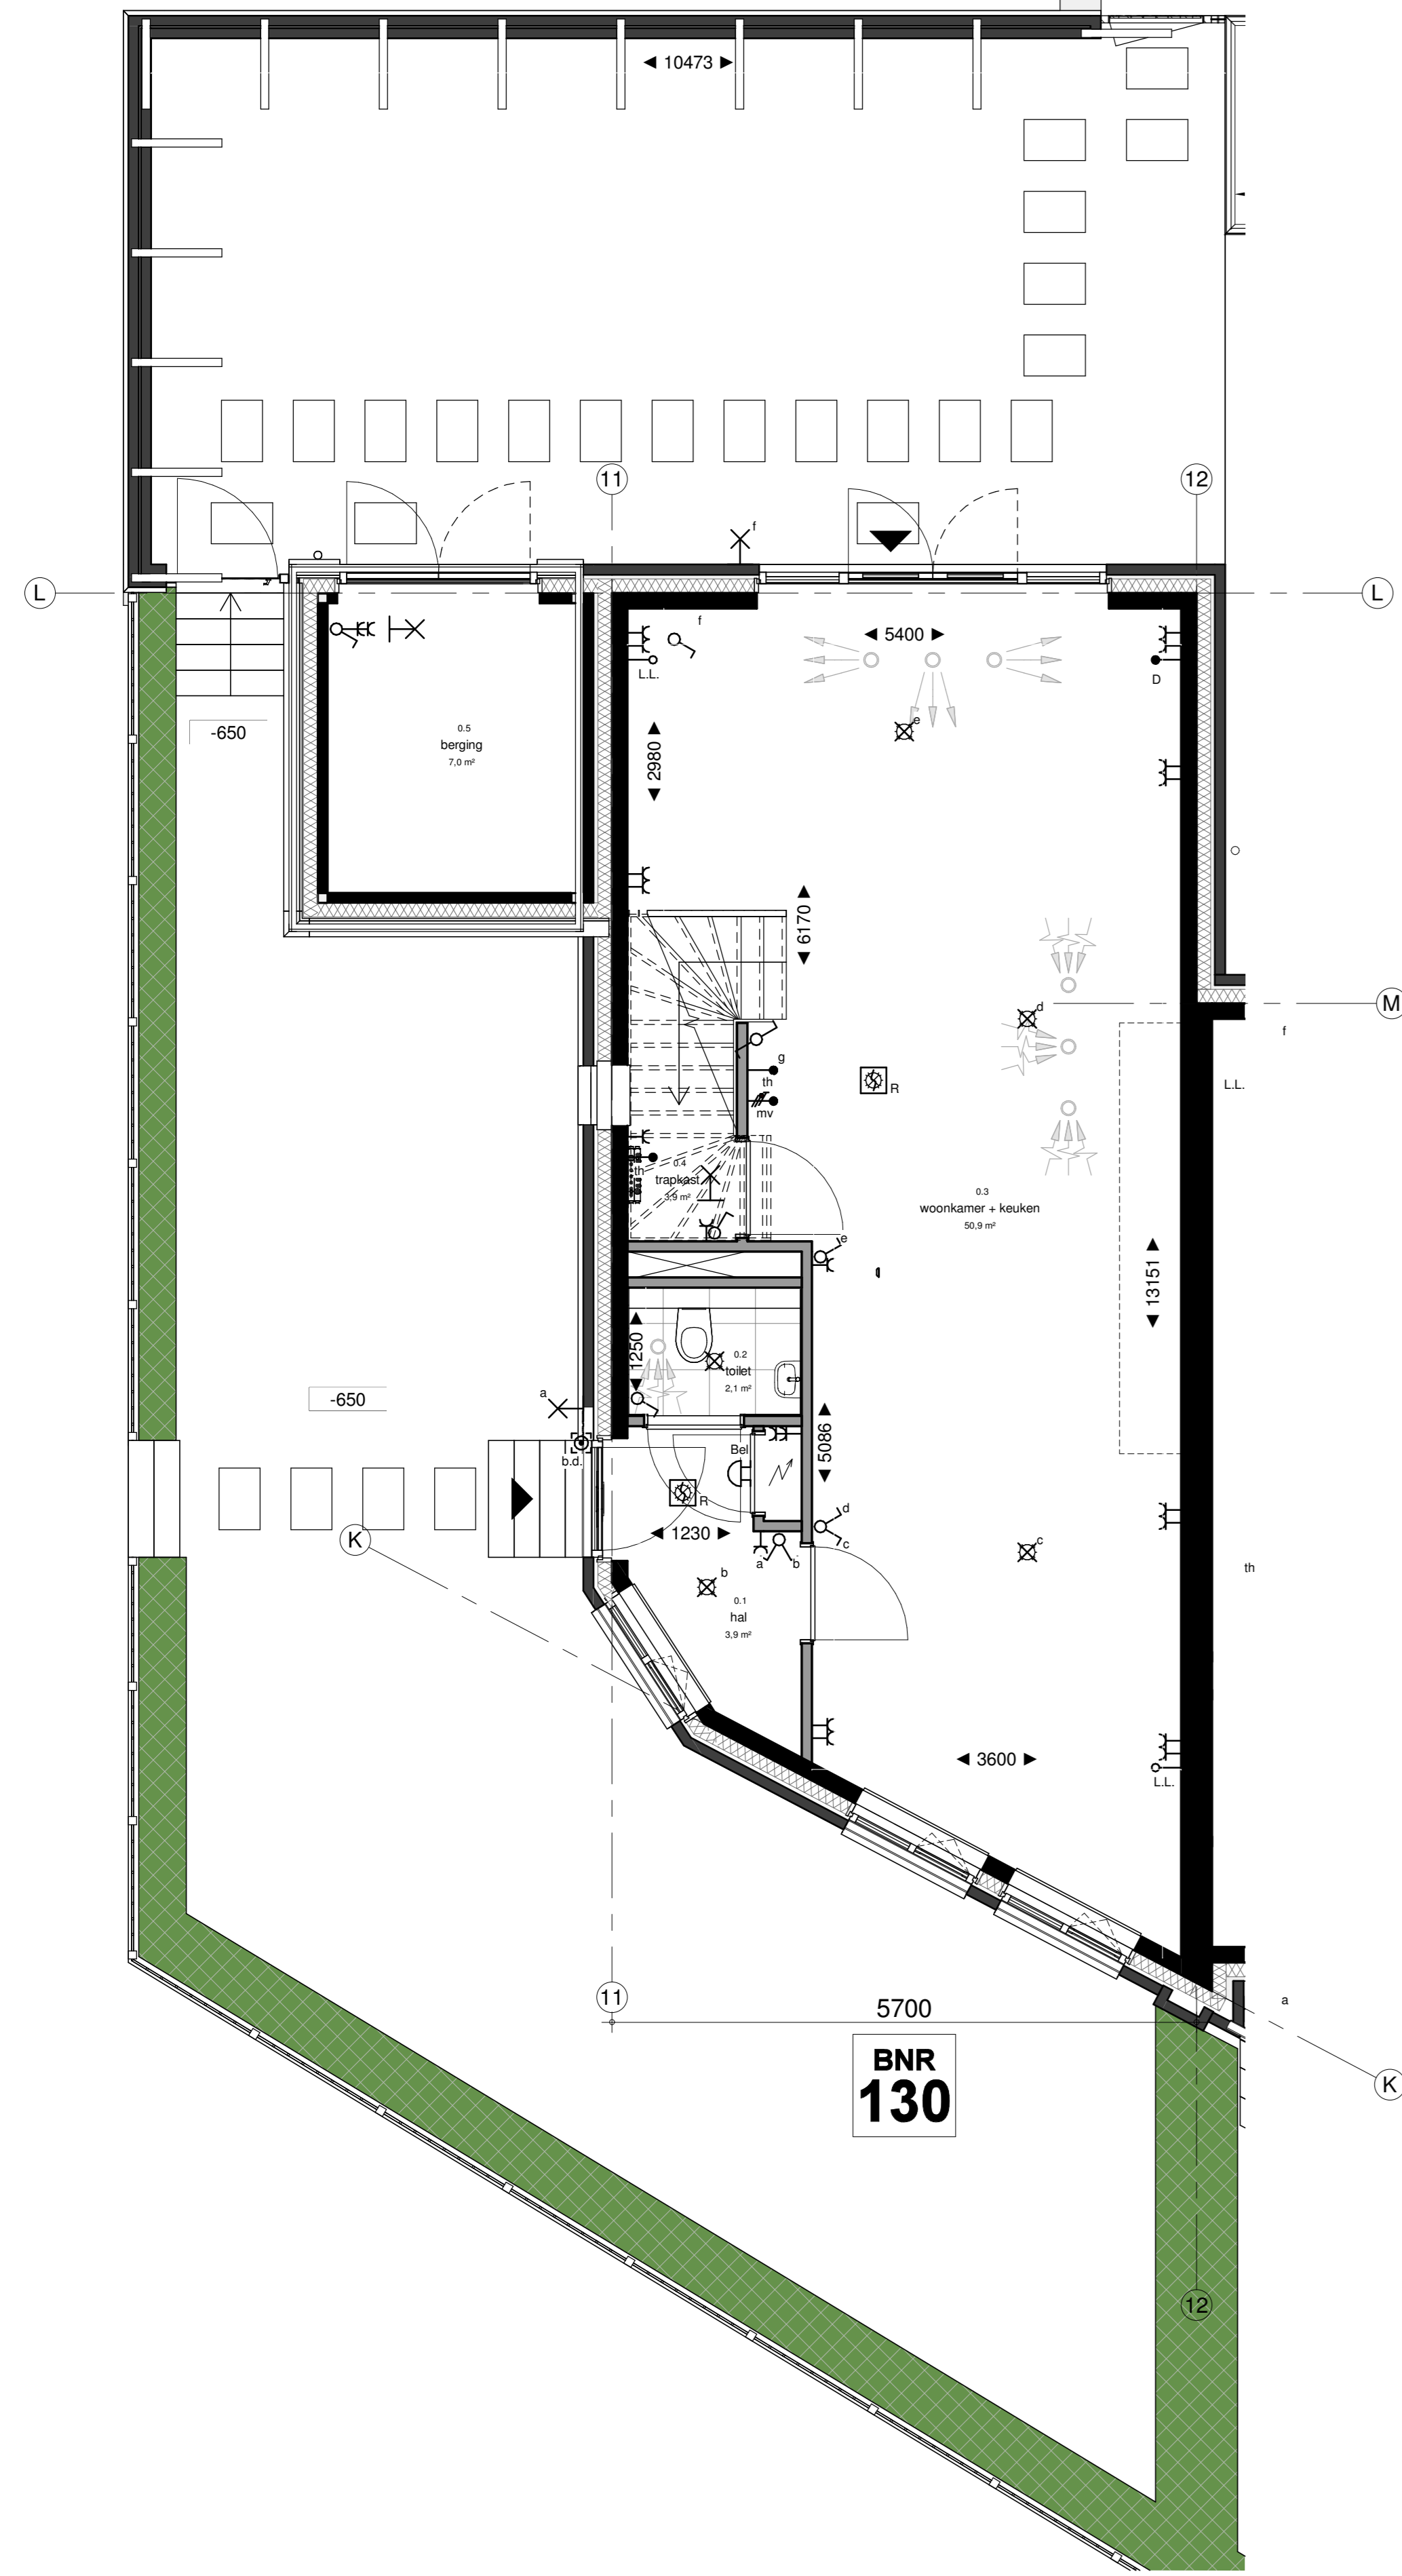 ◄ 10473 ►
11
12
f
L
L
f
◄ 5400 ►
L.L.
D
e
-650
0.5
berging
7,0 m²
◄ 2980 ►
◄ 6170 ►
d
M
f
g
th
mv
R
L.L.
th
0.4
trapkast
3,9 m²
0.3
woonkamer + keuken
50,9 m²
e
◄ 13151 ►
◄ 1250 ►
0.2
toilet
2,1 m²
-650
a
◄ 5086 ►
b.d.
Bel
R
d
K
◄ 1230 ►
c
a
b
c
th
b
0.1
hal
3,9 m²
◄ 3600 ►
L.L.
11
5700
a
BNR
130
K
12